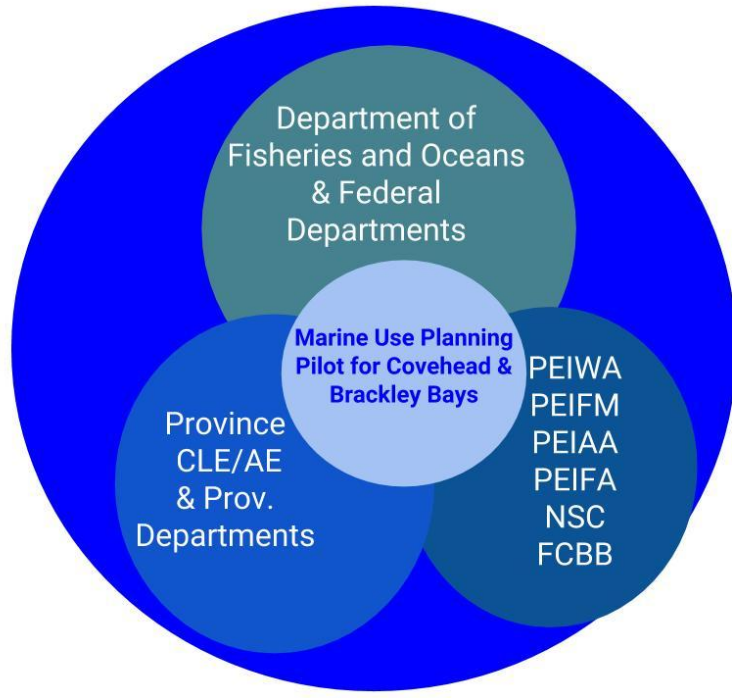 Department of
Fisheries and Oceans
& Federal
Departments
Marine Use Planning
Pilot for Covehead &
Brackley Bays
Province
CLE/AE
& Prov.
Departments
PEIWA
PEIFM
PEIAA
PEIFA
NSC
FCBB